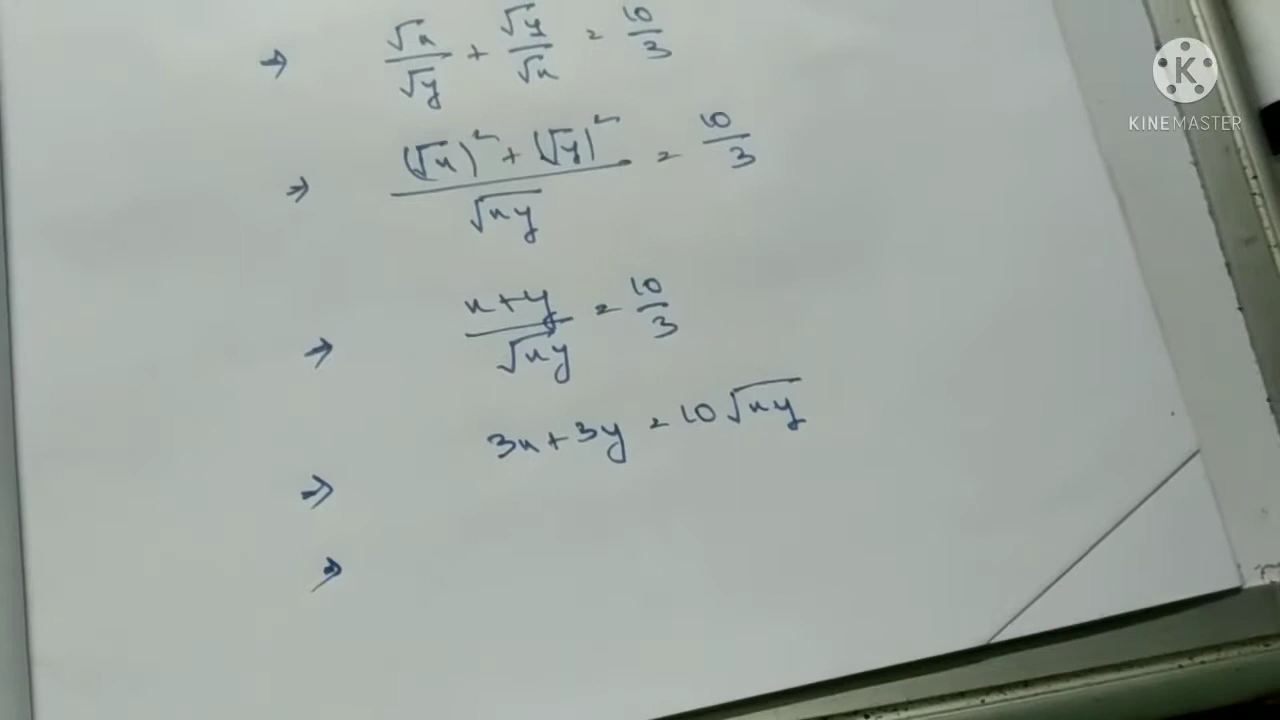 ⇒ √x/√y + √y/√x = 10/3
⇒ ((√x)² + (√y)²)/√xy = 10/3
⇒ (x+y)/√xy = 10/3
⇒ 3x+3y = 10√xy
⇒
K
KINEMASTER